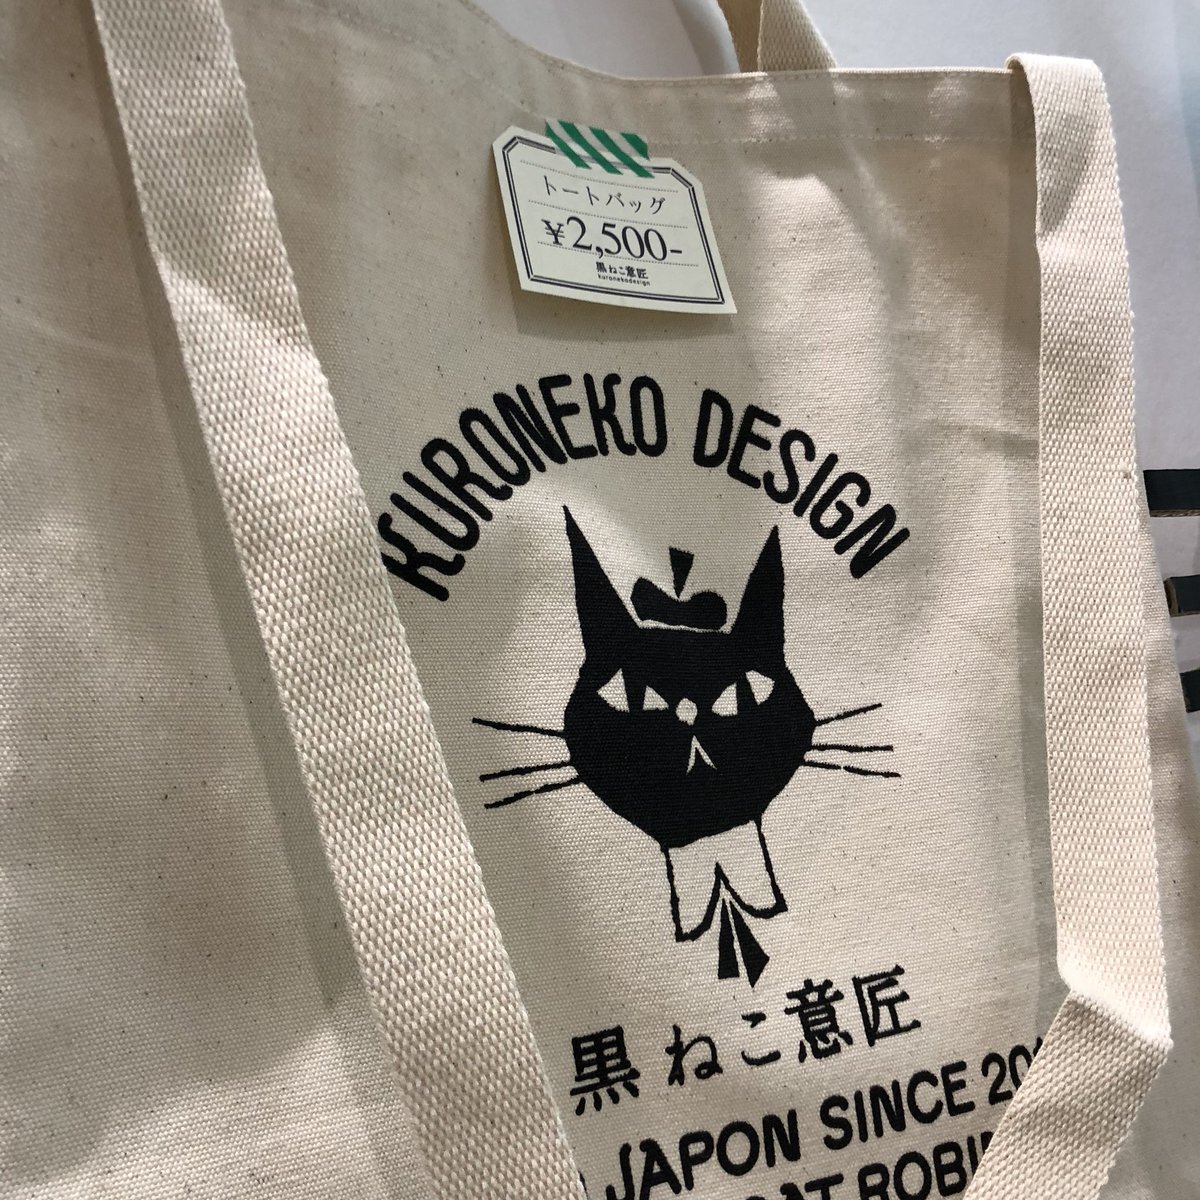 トートバッグ
¥2,500-
黒ねこ意匠
kuronekodesign
KURONEKO DESIGN
黒ねこ意匠
JAPON SINCE